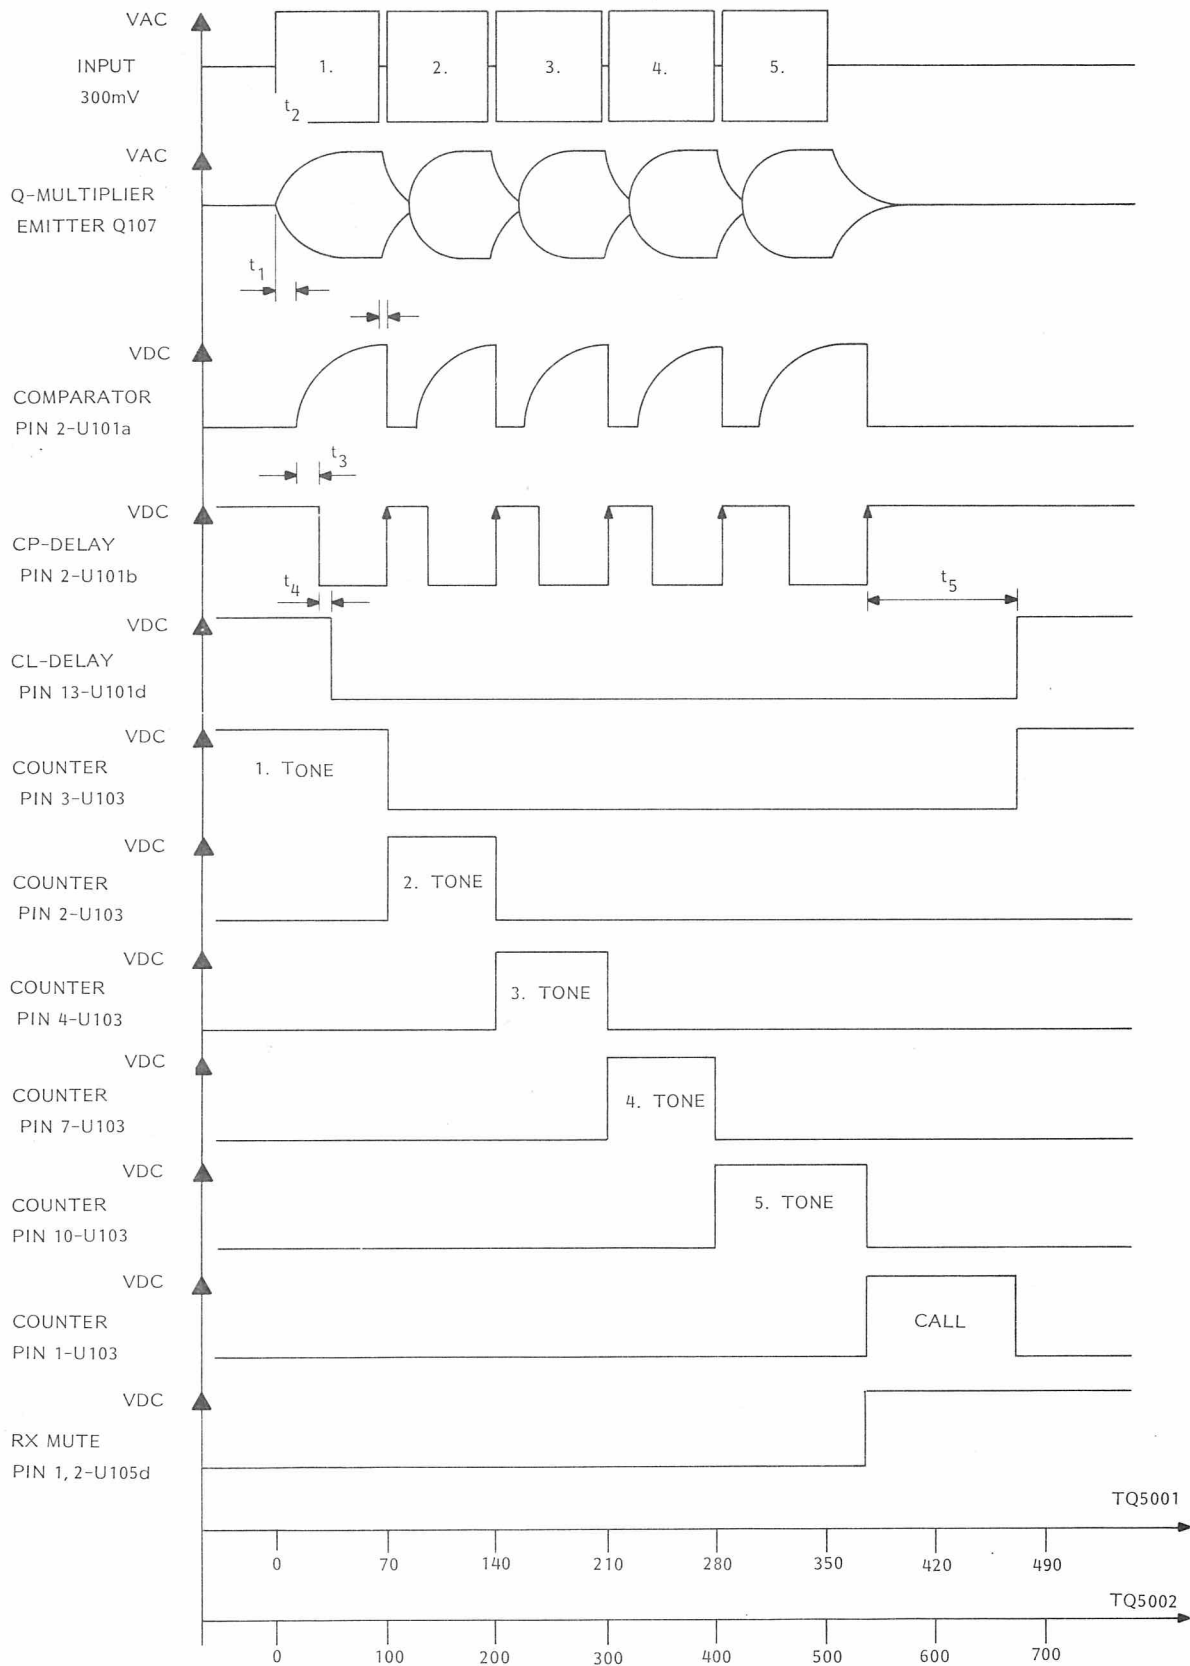 VAC
INPUT
300mV
1. 2. 3. 4. 5.
t2
VAC
Q-MULTIPLIER
EMITTER Q107
t1
VDC
COMPARATOR
PIN 2-U101a
t3
VDC
CP-DELAY
PIN 2-U101b
t4
t5
VDC
CL-DELAY
PIN 13-U101d
VDC
COUNTER
PIN 3-U103
1. TONE
VDC
COUNTER
PIN 2-U103
2. TONE
VDC
COUNTER
PIN 4-U103
3. TONE
VDC
COUNTER
PIN 7-U103
4. TONE
VDC
COUNTER
PIN 10-U103
5. TONE
VDC
COUNTER
PIN 1-U103
CALL
VDC
RX MUTE
PIN 1, 2-U105d
TQ5001
0 70 140 210 280 350 420 490
TQ5002
0 100 200 300 400 500 600 700